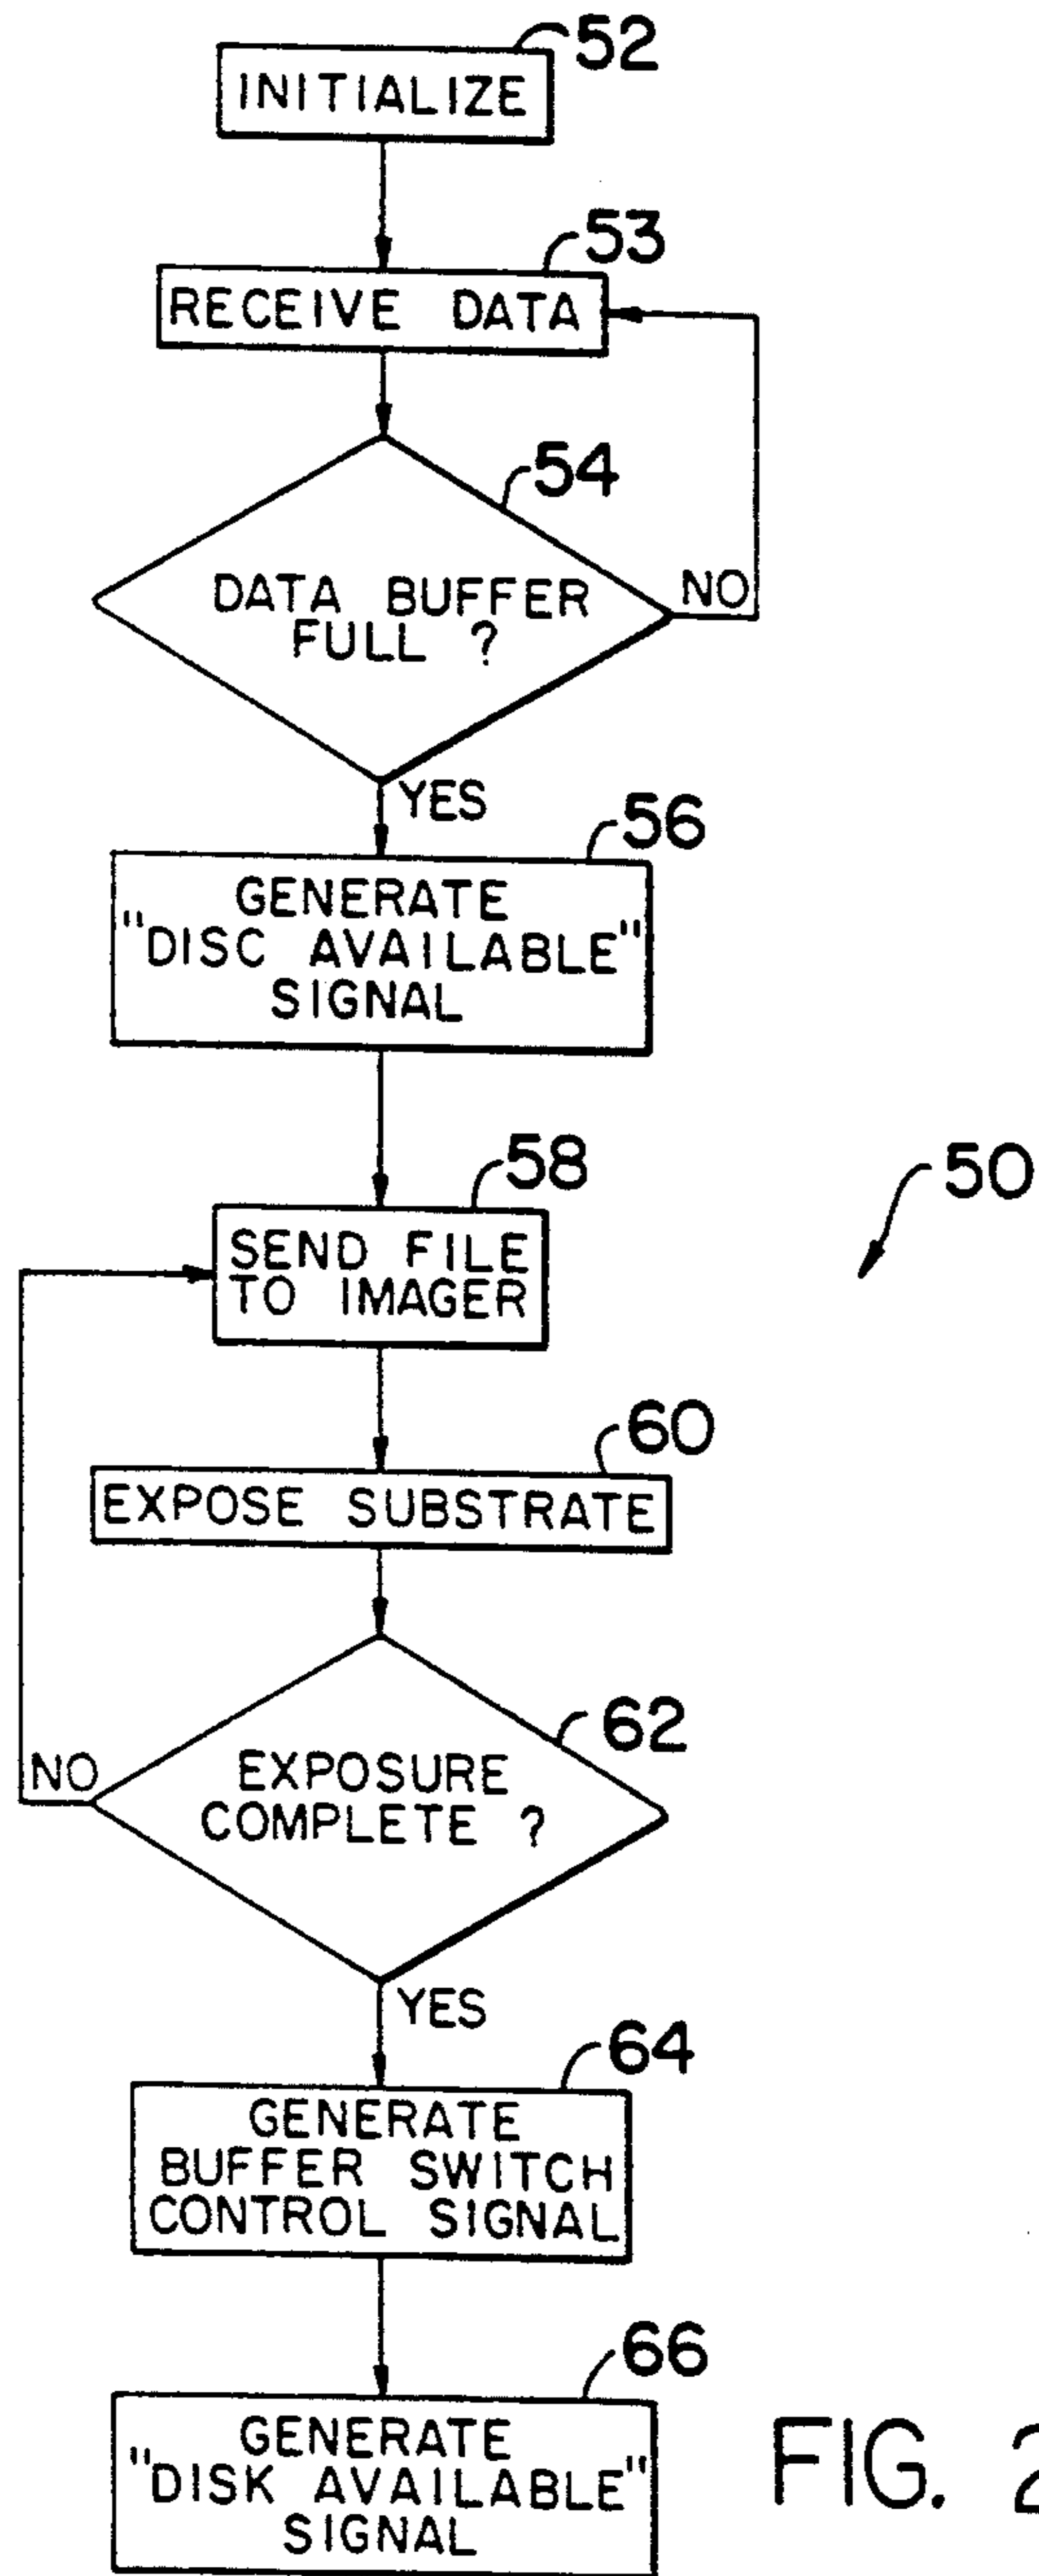 52
INITIALIZE
53
RECEIVE DATA
54
DATA BUFFER
FULL ?
NO
YES
56
GENERATE
"DISC AVAILABLE"
SIGNAL
58
SEND FILE
TO IMAGER
50
60
EXPOSE SUBSTRATE
62
EXPOSURE
COMPLETE ?
NO
YES
64
GENERATE
BUFFER SWITCH
CONTROL SIGNAL
66
GENERATE
"DISK AVAILABLE"
SIGNAL
FIG. 2